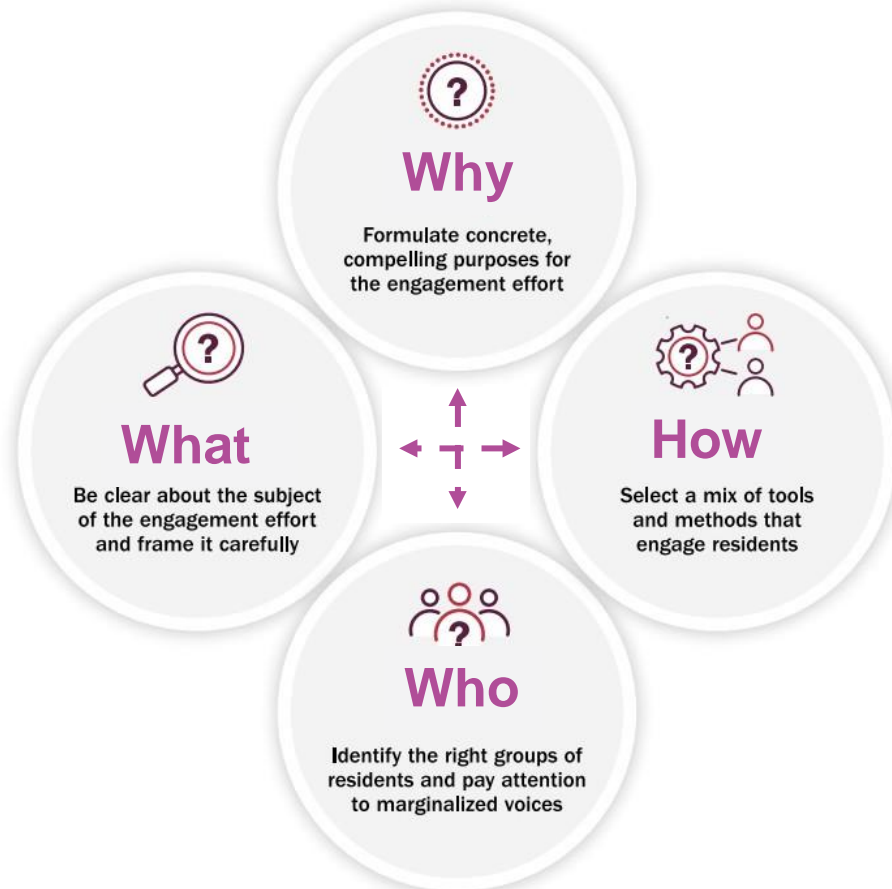 ?
Why
Formulate concrete,
compelling purposes for
the engagement effort
?
What
Be clear about the subject
of the engagement effort
and frame it carefully
?
How
Select a mix of tools
and methods that
engage residents
?
Who
Identify the right groups of
residents and pay attention
to marginalized voices